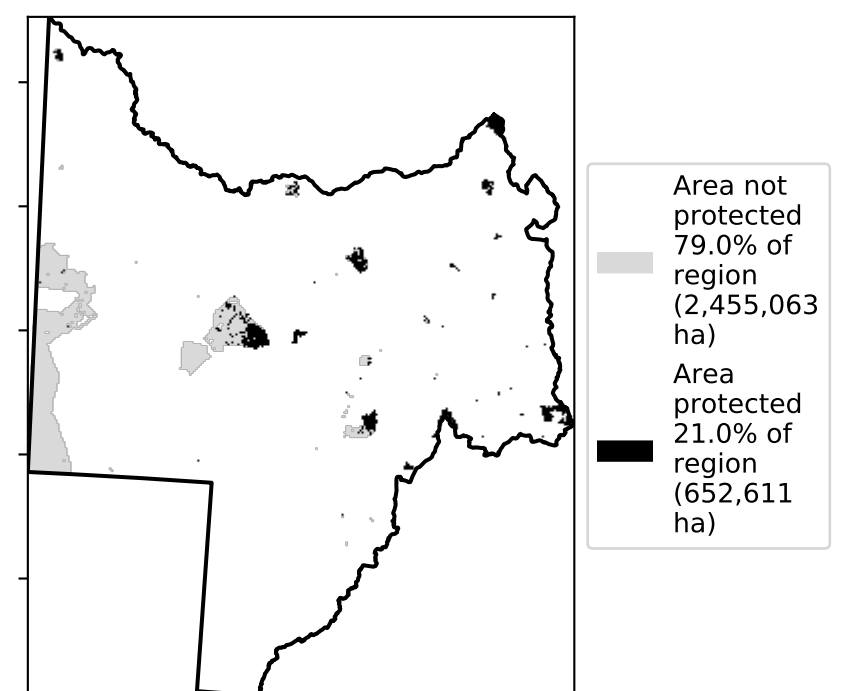 Area not
protected
79.0% of
region
(2,455,063
ha)
Area
protected
21.0% of
region
(652,611
ha)